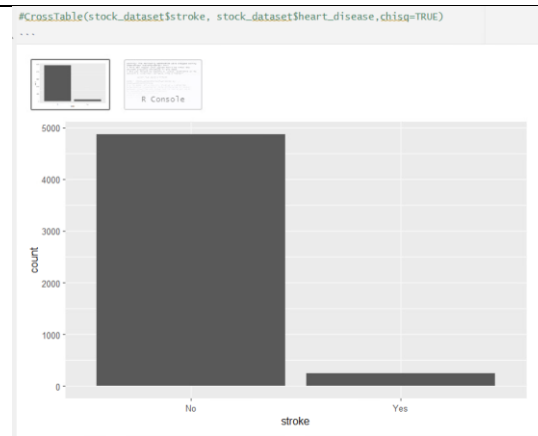 #CrossTable(stock_dataset$stroke, stock_dataset$heart_disease,chisq=TRUE)
...
R Console
5000
4000
3000
2000
1000
0
count
No Yes
stroke